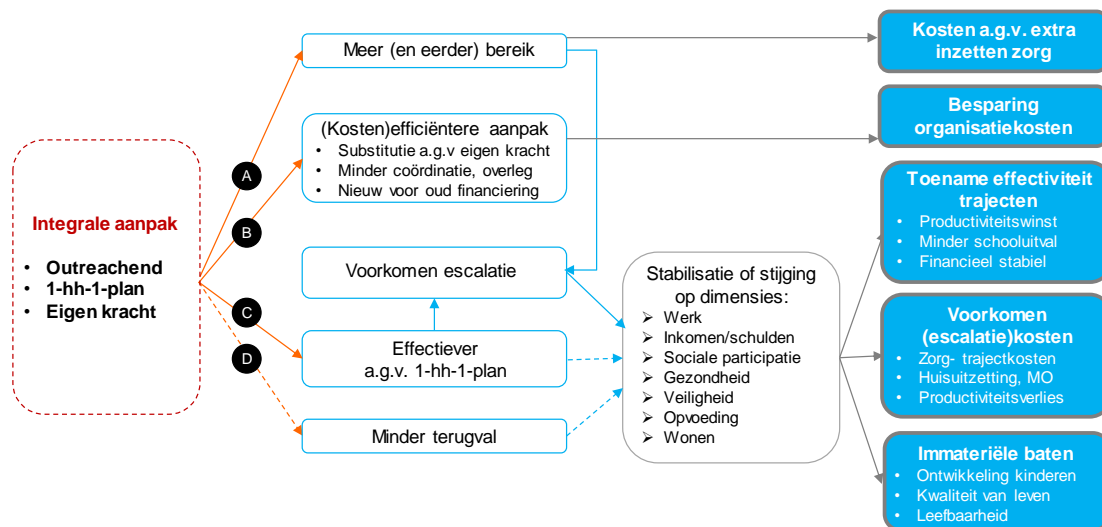 Integrale aanpak
• Outreachend
• 1-hh-1-plan
• Eigen kracht
A
B
C
D
Meer (en eerder) bereik
(Kosten)efficiëntere aanpak
• Substitutie a.g.v eigen kracht
• Minder coördinatie, overleg
• Nieuw voor oud financiering
Voorkomen escalatie
Effectiever
a.g.v. 1-hh-1-plan
Minder terugval
Stabilisatie of stijging
op dimensies:
➢ Werk
➢ Inkomen/schulden
➢ Sociale participatie
➢ Gezondheid
➢ Veiligheid
➢ Opvoeding
➢ Wonen
Kosten a.g.v. extra
inzetten zorg
Besparing
organisatiekosten
Toename effectiviteit
trajecten
• Productiviteitswinst
• Minder schooluitval
• Financieel stabiel
Voorkomen
(escalatie)kosten
• Zorg- trajectkosten
• Huisuitzetting, MO
• Productiviteitsverlies
Immateriële baten
• Ontwikkeling kinderen
• Kwaliteit van leven
• Leefbaarheid